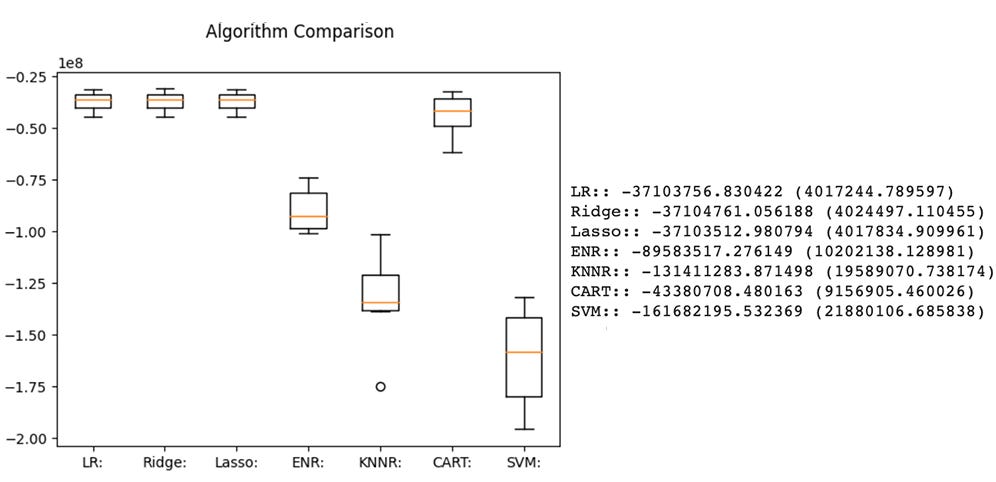 Algorithm Comparison
1e8
−0.25
−0.50
−0.75
−1.00
−1.25
−1.50
−1.75
−2.00
LR: Ridge: Lasso: ENR: KNNR: CART: SVM:
LR:: -37103756.830422 (4017244.789597)
Ridge:: -37104761.056188 (4024497.110455)
Lasso:: -37103512.980794 (4017834.909961)
ENR:: -89583517.276149 (10202138.128981)
KNNR:: -131411283.871498 (19589070.738174)
CART:: -43380708.480163 (9156905.460026)
SVM:: -161682195.532369 (21880106.685838)